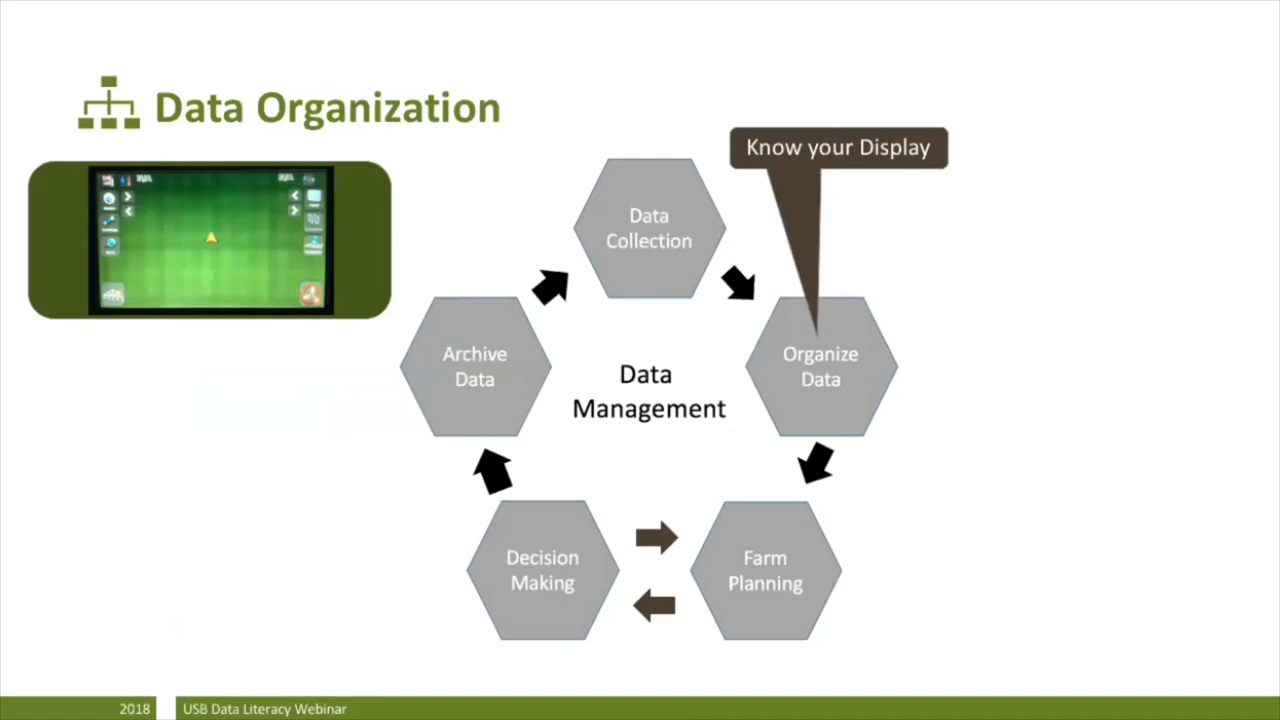 Data Organization
Know your Display
Data
Collection
Archive
Data
Data
Management
Organize
Data
Decision
Making
Farm
Planning
2018
USB Data Literacy Webinar